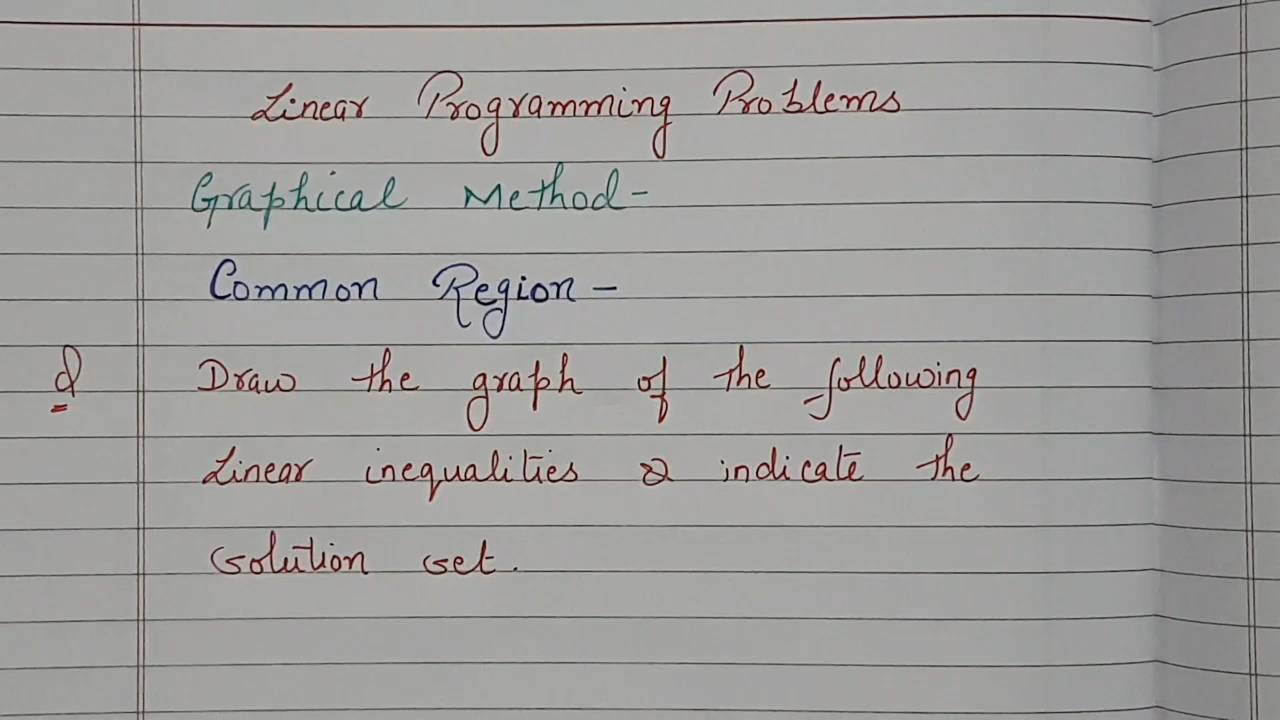 Linear Programming Problems
Graphical Method-
Common Region-
Q Draw the graph of the following
Linear inequalities & indicate the
Solution Set.